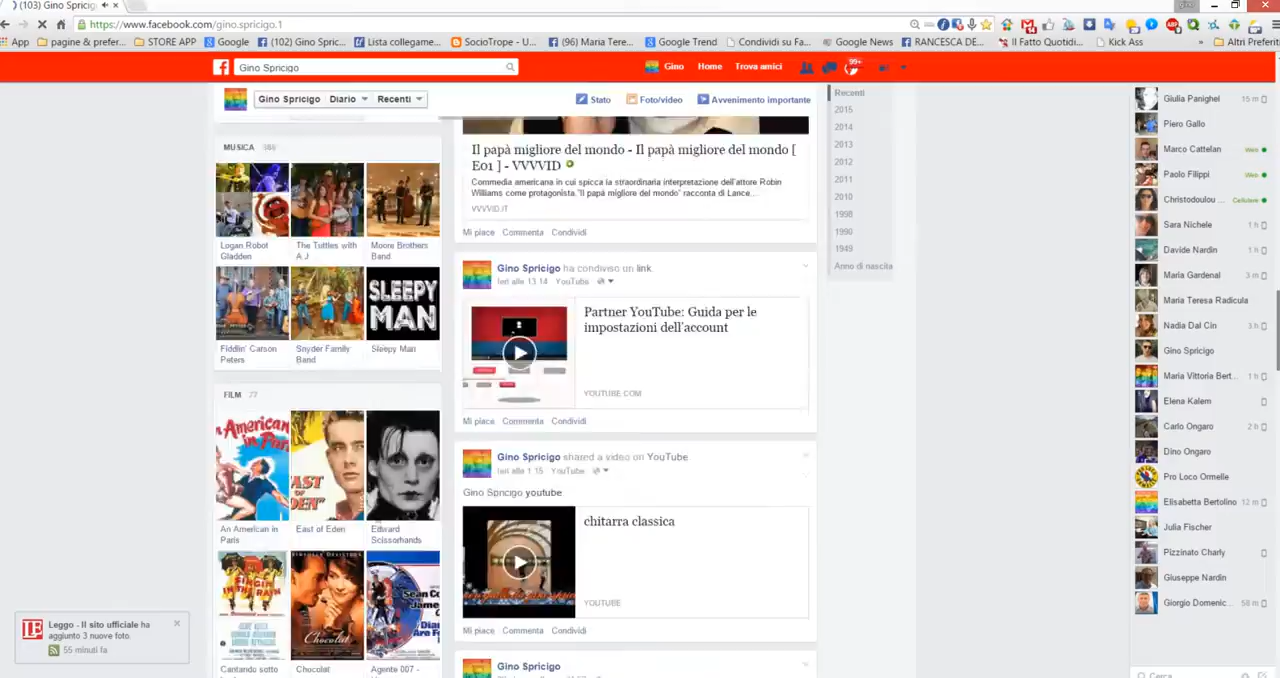 (103) Gino Spricig
https://www.facebook.com/gino.spricigo.1
App pagine & prefer... STORE APP Google (102) Gino Spric... Lista collegame... SocioTrope - U... (96) Maria Tere... Google Trend Condividi su Fa... Google News RANCESCA DE... Il Fatto Quotidi... Kick Ass » Altri Preferiti
Gino Spricigo
Gino Home Trova amici 99+
Gino Spricigo Diario Recenti
Stato Foto/video Avvenimento importante
Recenti
2015
2014
2013
2012
2011
2010
1998
1990
1949
Anno di nascita
MUSICA
Logan Robot Gladden
The Tuttles with A.J
Moore Brothers Band
SLEEPY MAN
Fiddlin' Carson Peters
Snyder Family Band
Sleepy Man
FILM 77
An American in Paris
East of Eden
Edward Scissorhands
Cantando sotto
Chocolat
Agente 007 -
Il papà migliore del mondo - Il papà migliore del mondo [
E01 ] - VVVVID
Commedia americana in cui spicca la straordinaria interpretazione dell'attore Robin
Williams come protagonista."Il papà migliore del mondo" racconta di Lance...
VVVVID.IT
Mi piace Commenta Condividi
Gino Spricigo ha condiviso un link.
Ieri alle 13.14 YouTube
Partner YouTube: Guida per le
impostazioni dell'account
YOUTUBE.COM
Mi piace Commenta Condividi
Gino Spricigo shared a video on YouTube.
Ieri alle 1.15 YouTube
Gino Spricigo youtube
chitarra classica
YOUTUBE
Mi piace Commenta Condividi
Gino Spricigo
Giulia Panighel 15 m
Piero Gallo
Marco Cattelan Web
Paolo Filippi Web
Christodoulou ... Cellulare
Sara Nichele 1 h
Davide Nardin 1 h
Maria Gardenal 3 m
Maria Teresa Radicula
Nadia Dal Cin 3 h
Gino Spricigo
Maria Vittoria Bert... 1 h
Elena Kalem
Carlo Ongaro 2 h
Dino Ongaro
Pro Loco Ormelle
Elisabetta Bertolino 12 m
Julia Fischer
Pizzinato Charly
Giuseppe Nardin
Giorgio Domenic... 58 m
Cerca
Leggo - Il sito ufficiale ha
aggiunto 3 nuove foto.
55 minuti fa